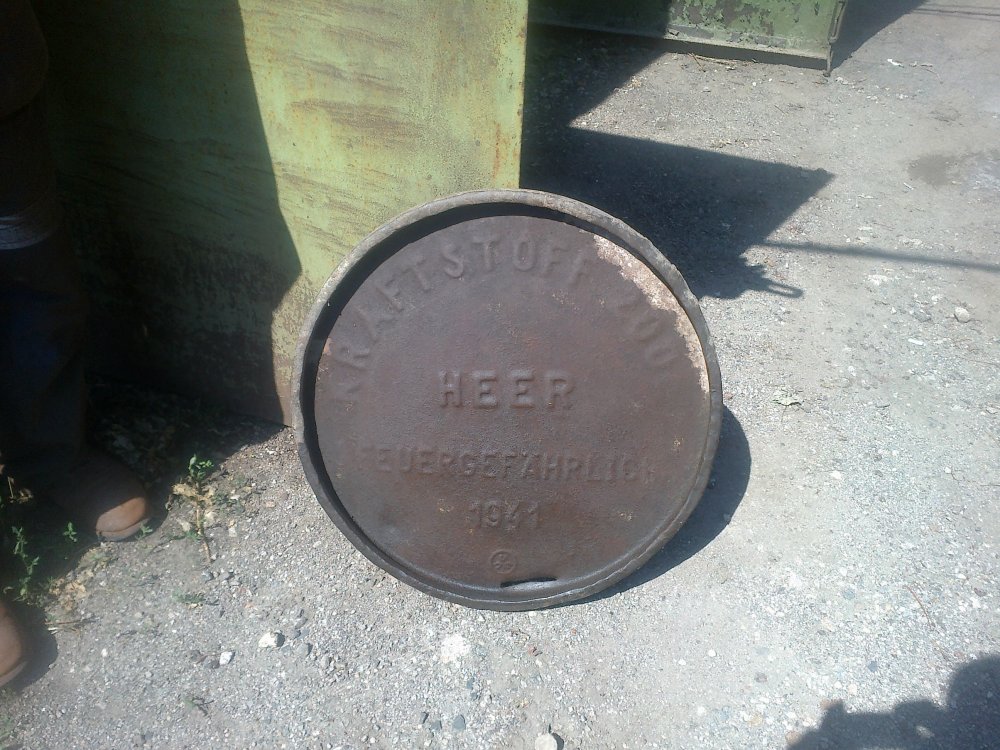 KRAFTSTOFF 200
HEER
FEUERGEFÄHRLICH
1941